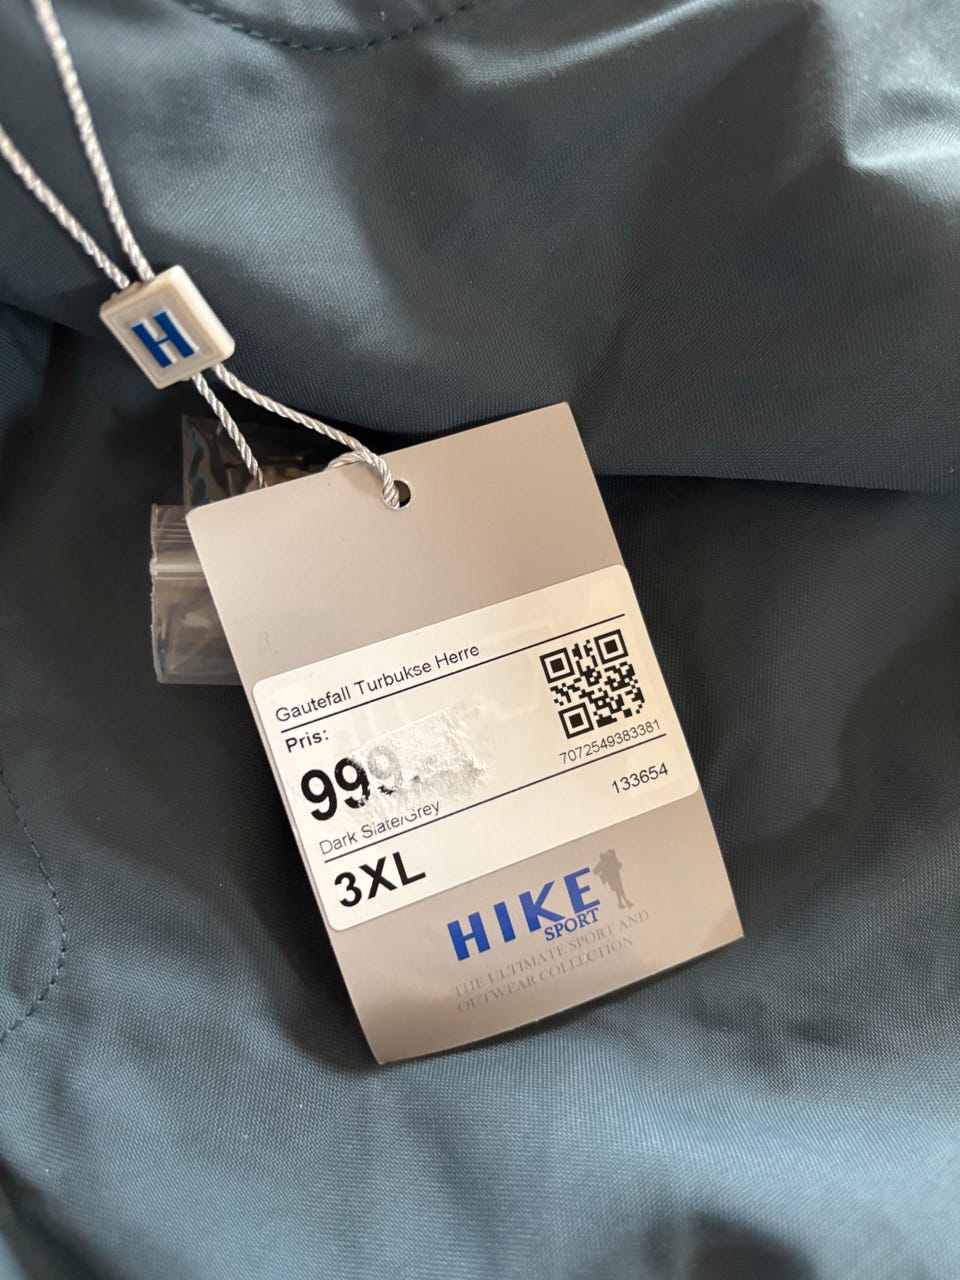 H
Gautefall Turbukse Herre
Pris:
999.-
7072549383381
Dark Slate/Grey
133654
3XL
HIKE
SPORT
THE ULTIMATE SPORT AND
OUTWEAR COLLECTION